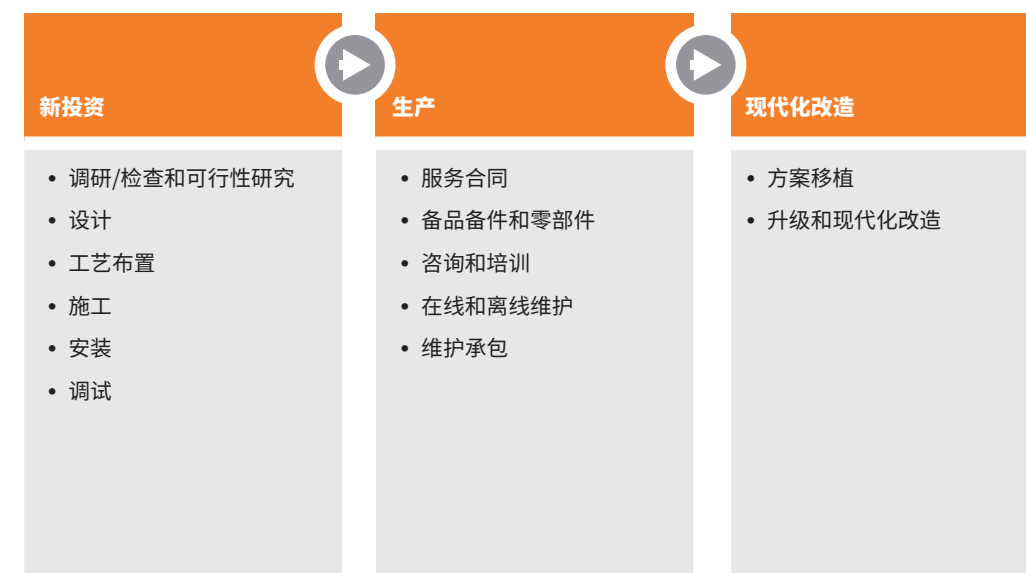 新投资
• 调研/检查和可行性研究
• 设计
• 工艺布置
• 施工
• 安装
• 调试
生产
• 服务合同
• 备品备件和零部件
• 咨询和培训
• 在线和离线维护
• 维护承包
现代化改造
• 方案移植
• 升级和现代化改造